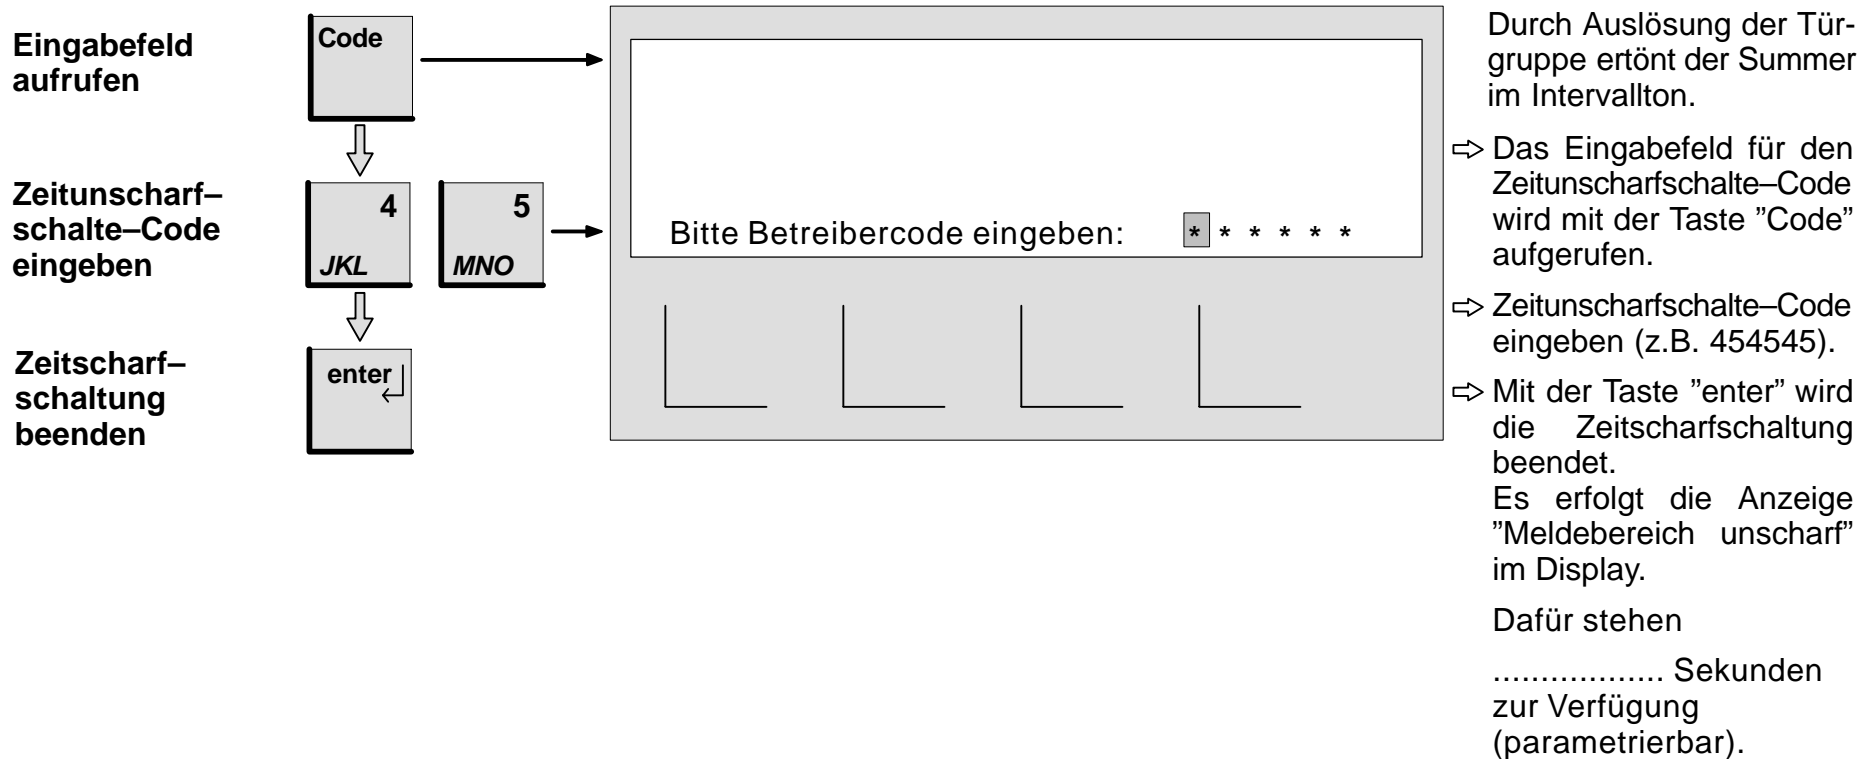 Eingabefeld
aufrufen
Code
Zeitunscharf–
schalte–Code
eingeben
4
JKL
5
MNO
Zeitscharf–
schaltung
beenden
enter
Bitte Betreibercode eingeben: * * * * * *
Durch Auslösung der Tür-
gruppe ertönt der Summer
im Intervallton.
⇨ Das Eingabefeld für den
Zeitunscharfschalte–Code
wird mit der Taste ”Code”
aufgerufen.
⇨ Zeitunscharfschalte–Code
eingeben (z.B. 454545).
⇨ Mit der Taste ”enter” wird
die Zeitscharfschaltung
beendet.
Es erfolgt die Anzeige
”Meldebereich unscharf”
im Display.
Dafür stehen
.................. Sekunden
zur Verfügung
(parametrierbar).